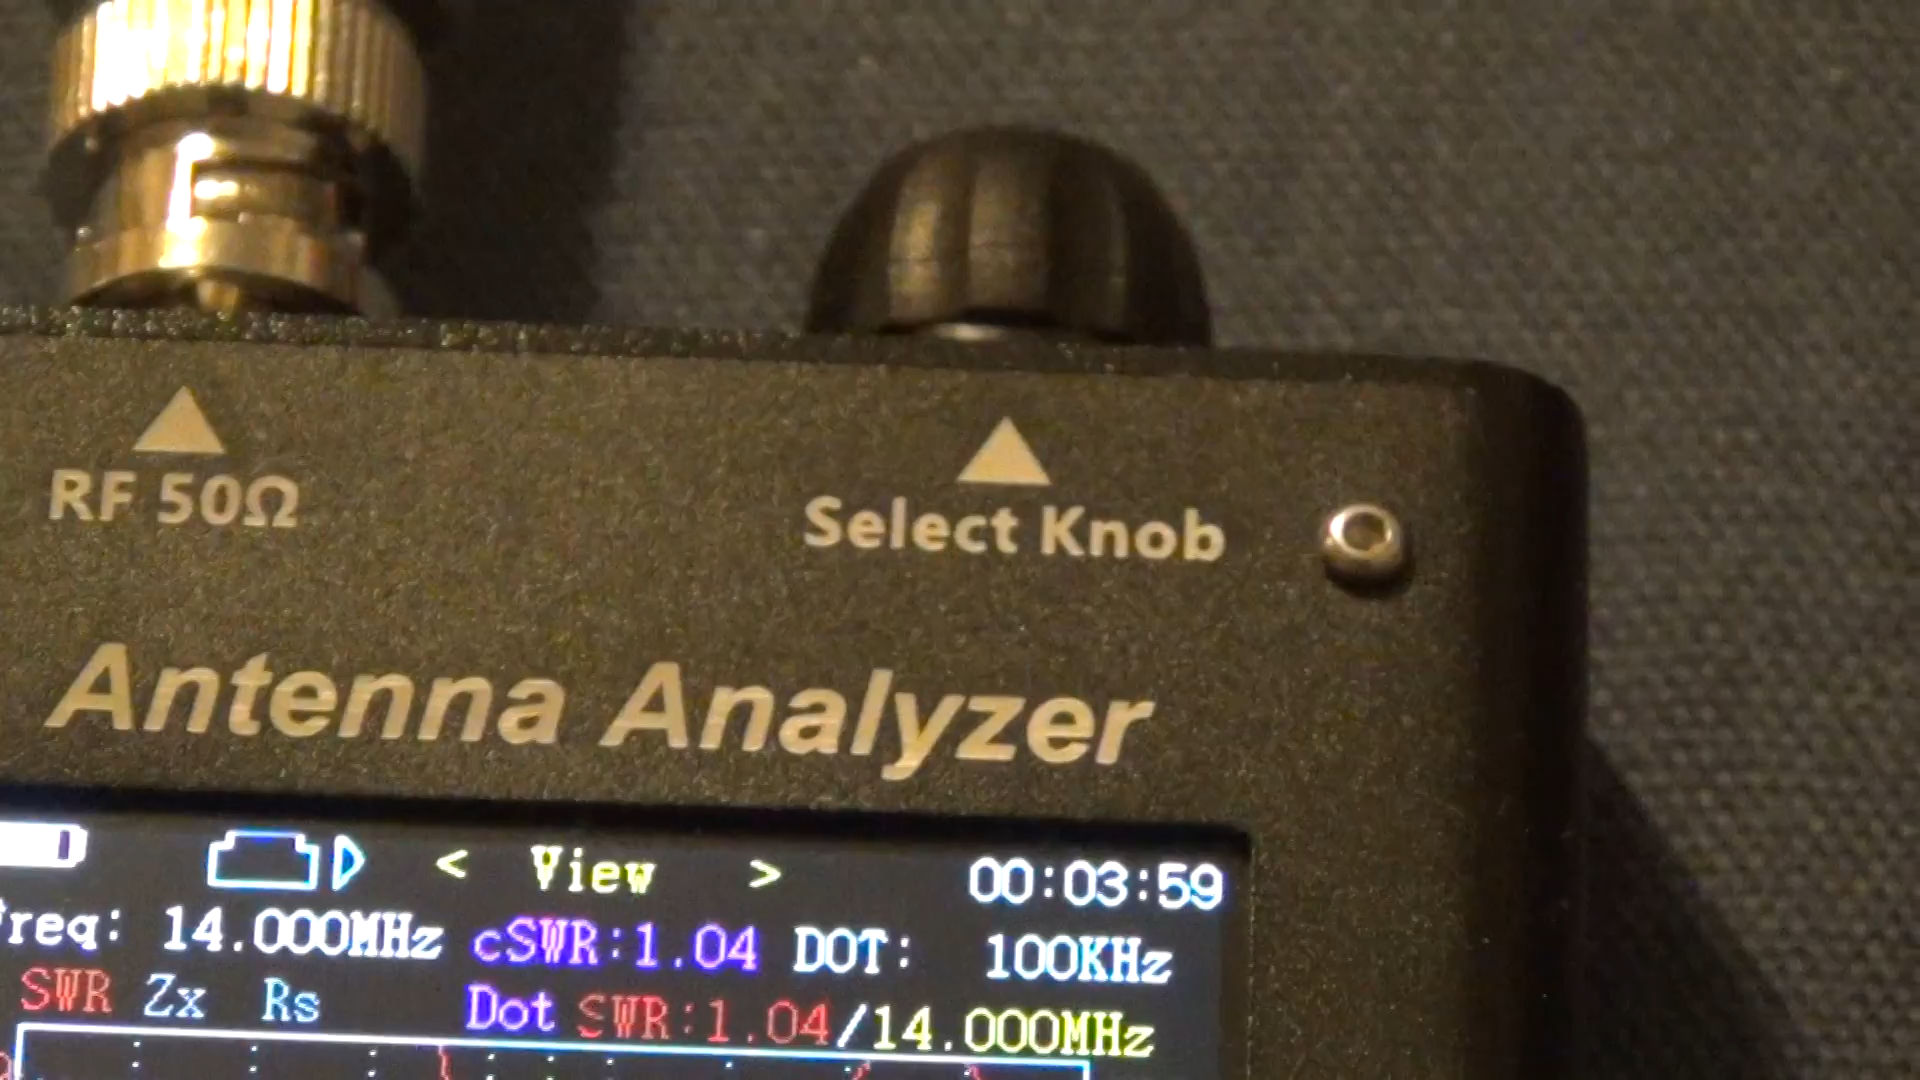 RF 50Ω
Select Knob
Antenna Analyzer
< View > 00:03:59
req: 14.000MHz cSWR:1.04 DOT: 100KHz
SWR Zx Rs Dot SWR:1.04/14.000MHz